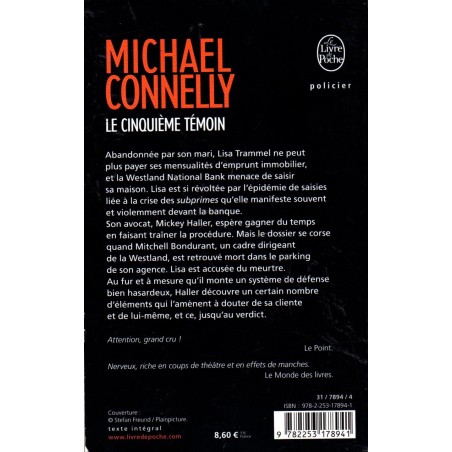 MICHAEL
CONNELLY
LE CINQUIÈME TÉMOIN
Le
Livre
de
Poche
policier
Abandonnée par son mari, Lisa Trammel ne peut
plus payer ses mensualités d'emprunt immobilier,
et la Westland National Bank menace de saisir
sa maison. Lisa est si révoltée par l'épidémie de saisies
liée à la crise des subprimes qu'elle manifeste souvent
et violemment devant la banque.
Son avocat, Mickey Haller, espère gagner du temps
en faisant traîner la procédure. Mais le dossier se corse
quand Mitchell Bondurant, un cadre dirigeant
de la Westland, est retrouvé mort dans le parking
de son agence. Lisa est accusée du meurtre.
Au fur et à mesure qu'il monte un système de défense
bien hasardeux, Haller découvre un certain nombre
d'éléments qui l'amènent à douter de sa cliente
et de lui-même, et ce, jusqu'au verdict.
Attention, grand cru !
Le Point.
Nerveux, riche en coups de théâtre et en effets de manches.
Le Monde des livres.
31 / 7894 / 4
ISBN : 978-2-253-17894-1
Couverture :
© Stefan Freund / Plainpicture.
texte intégral
www.livredepoche.com
8,60 €
France
9 782253 178941